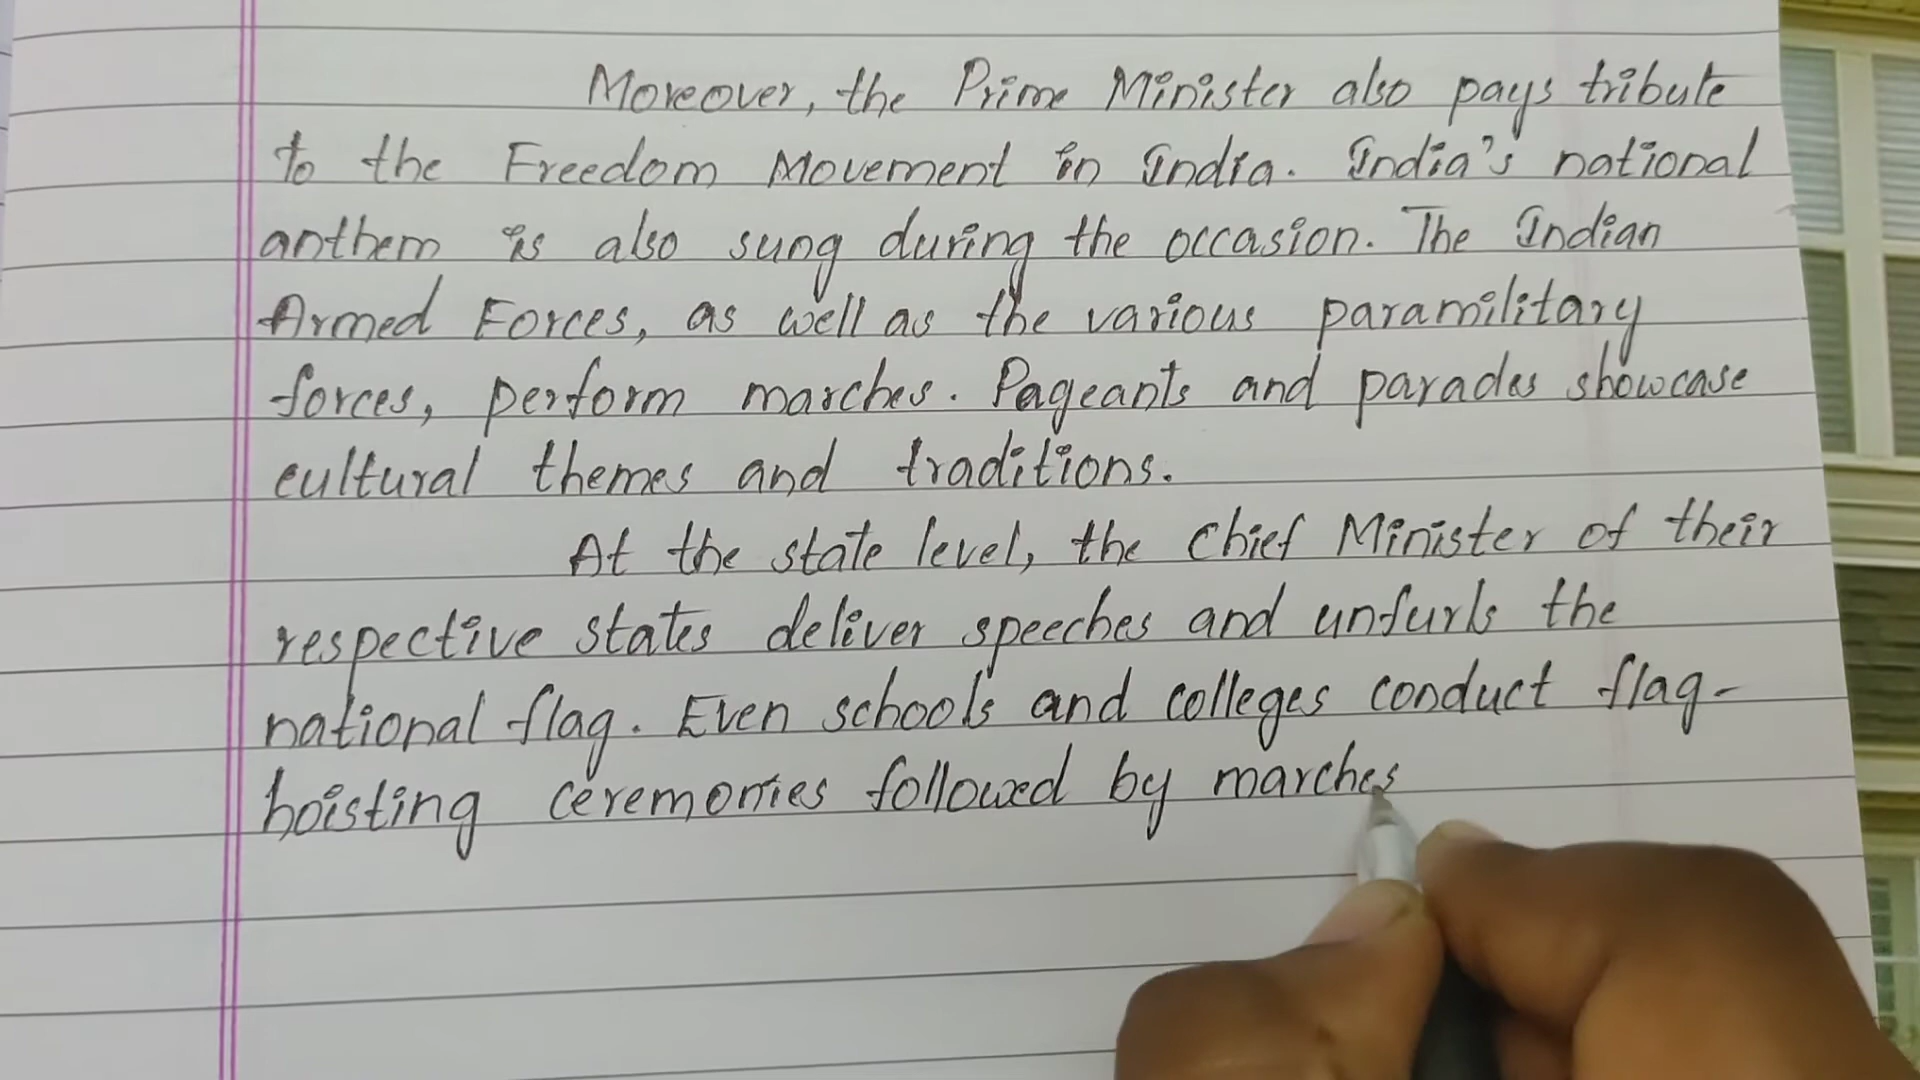 Moreover, the Prime Minister also pays tribute
to the Freedom Movement in India. India's national
anthem is also sung during the occasion. The Indian
Armed Forces, as well as the various paramilitary
forces, perform marches. Pageants and parades showcase
cultural themes and traditions.
At the state level, the Chief Minister of their
respective states deliver speeches and unfurls the
national flag. Even schools and colleges conduct flag-
hoisting ceremonies followed by marches